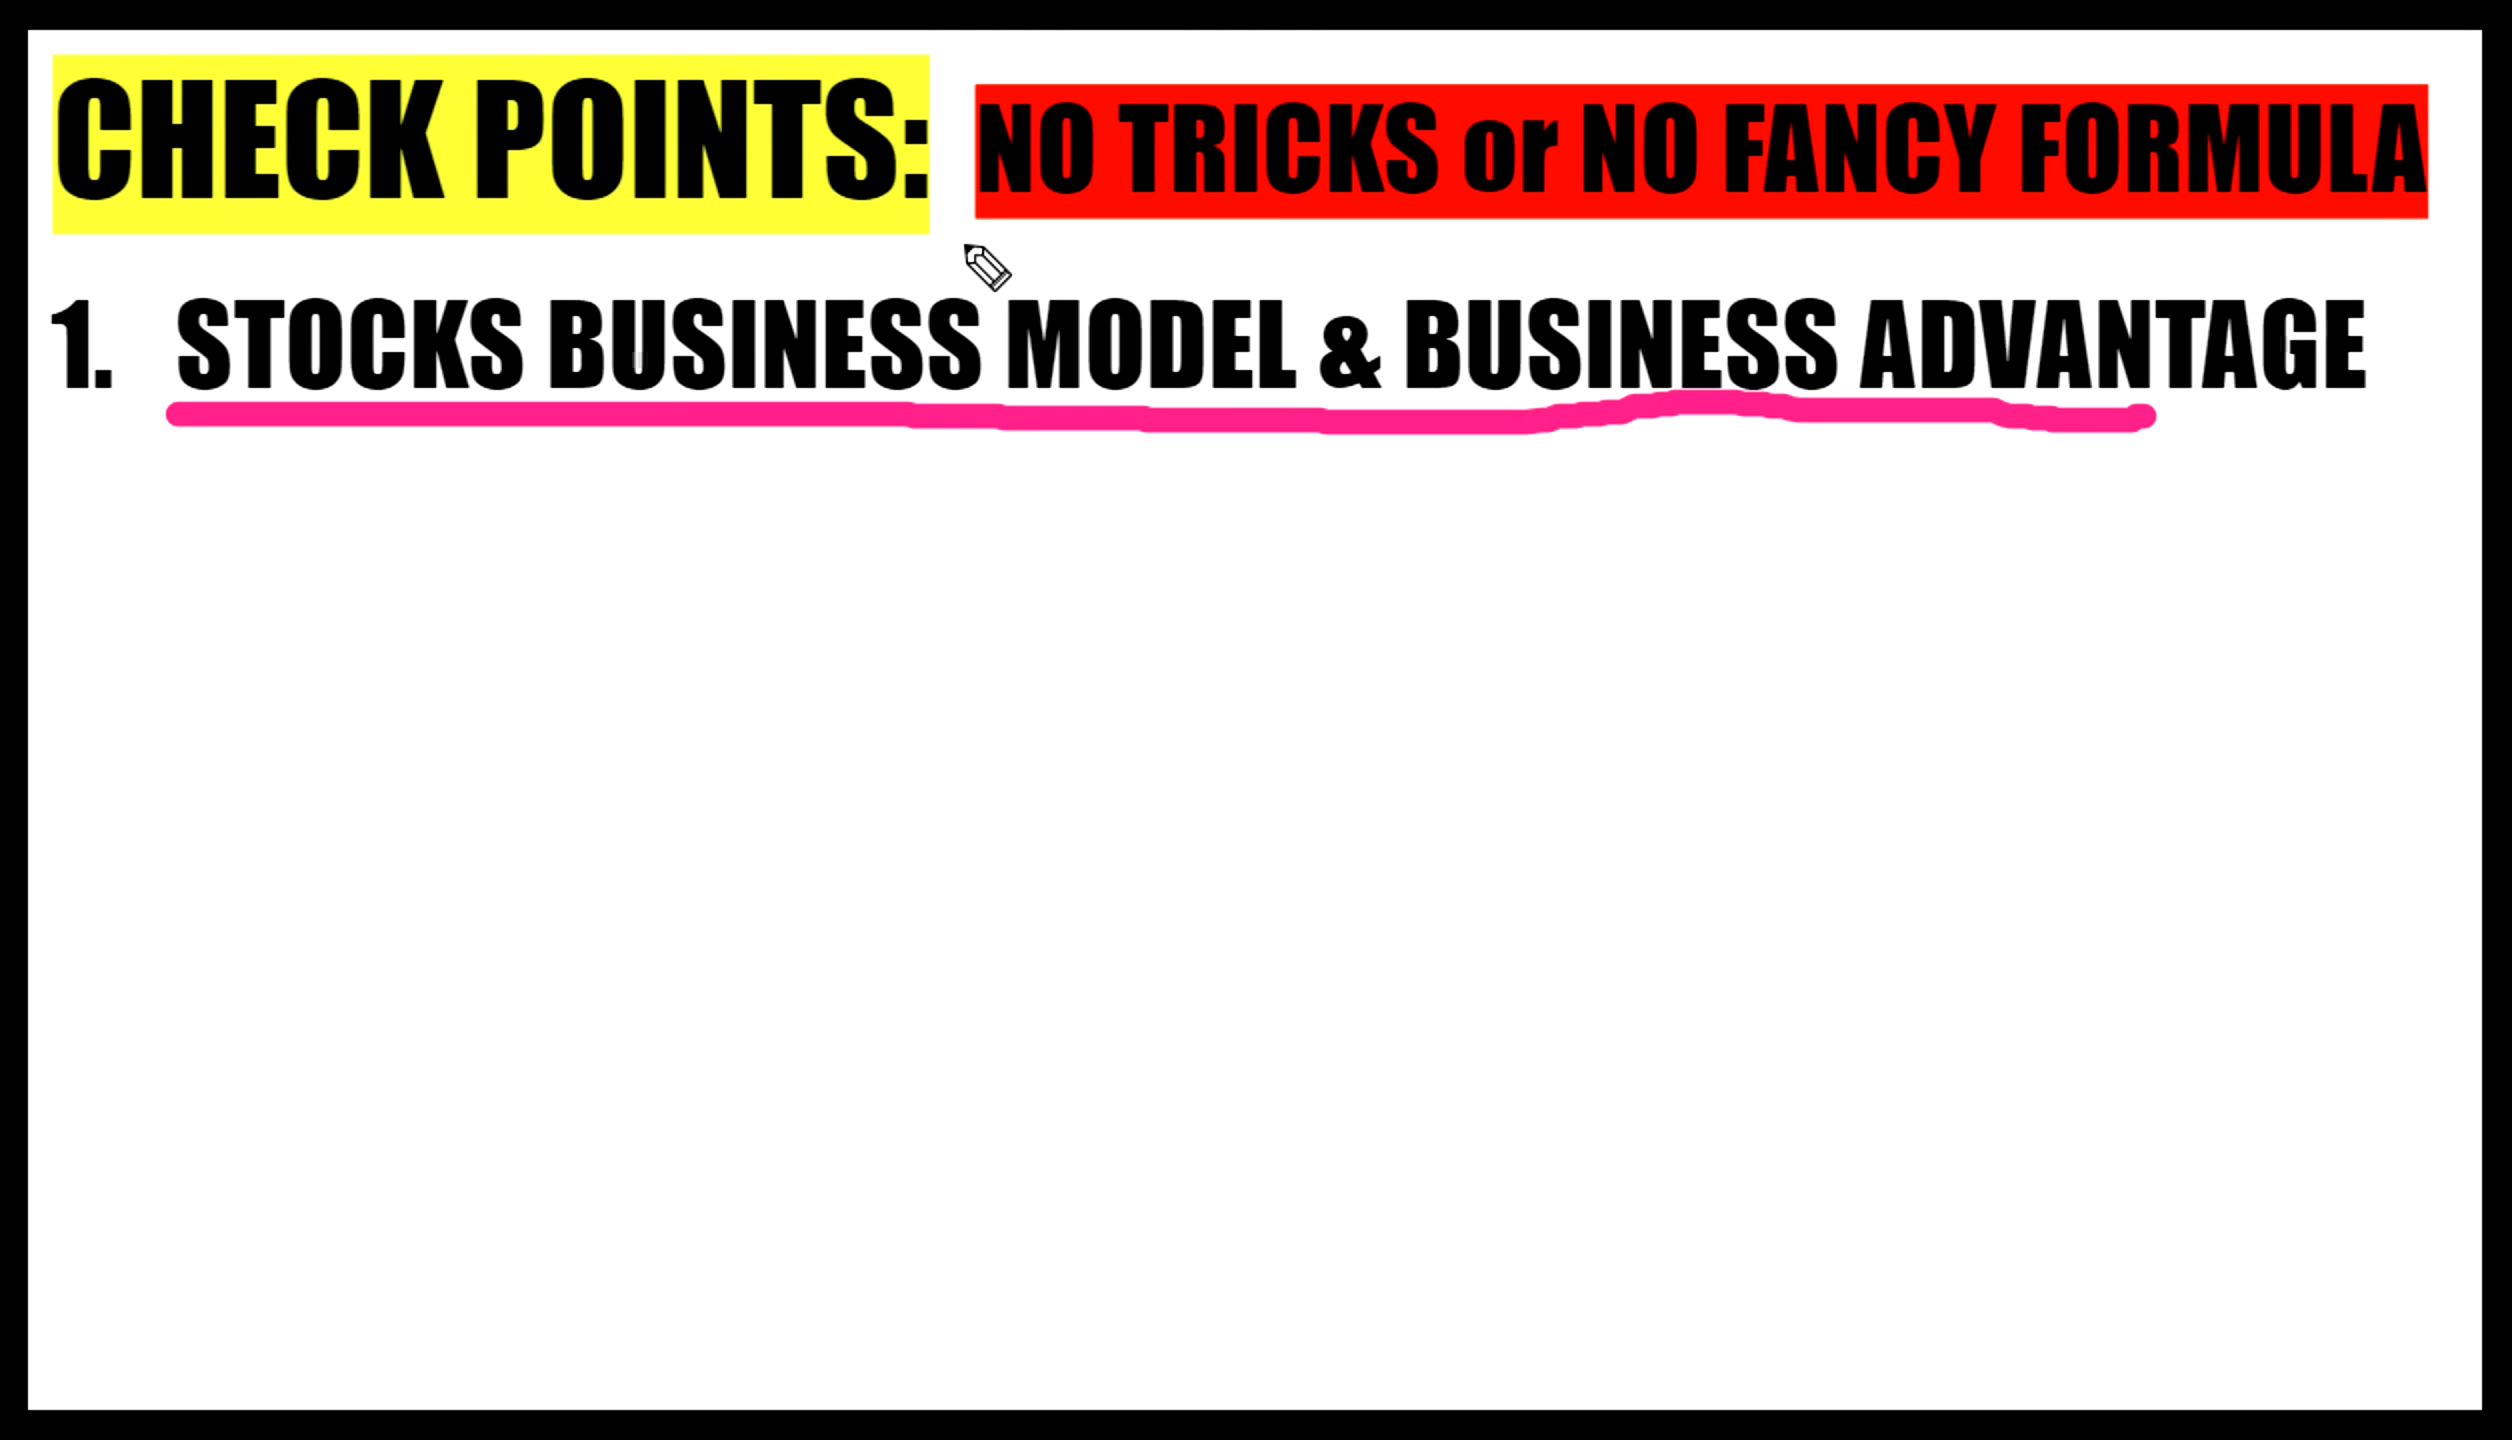 CHECK POINTS: NO TRICKS or NO FANCY FORMULA
1. STOCKS BUSINESS MODEL & BUSINESS ADVANTAGE